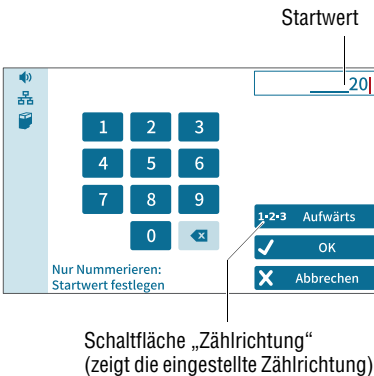 Startwert
____20
1 2 3
4 5 6
7 8 9
0
1-2-3 Aufwärts
OK
Abbrechen
Nur Nummerieren:
Startwert festlegen
Schaltfläche „Zählrichtung“
(zeigt die eingestellte Zählrichtung)